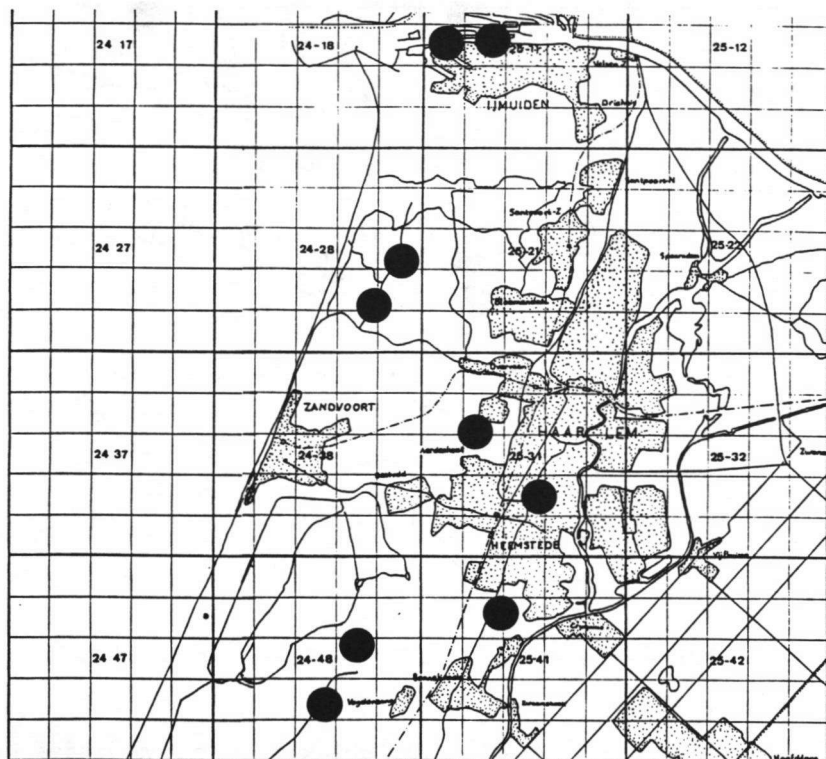 24 17
24-18
25-11
25-12
Velsen
IJMUIDEN
Driehuis
Santpoort-N
Santpoort-Z
24 27
24-28
25-21
25-22
Spaarndam
Bloemendaal
Overveen
ZANDVOORT
HAARLEM
Aerdenhout
24 37
24-38
25-31
25-32
Bentveld
HEEMSTEDE
Vijfhuizen
24 47
24-48
25-41
25-42
Bennebroek
Vogelenzang